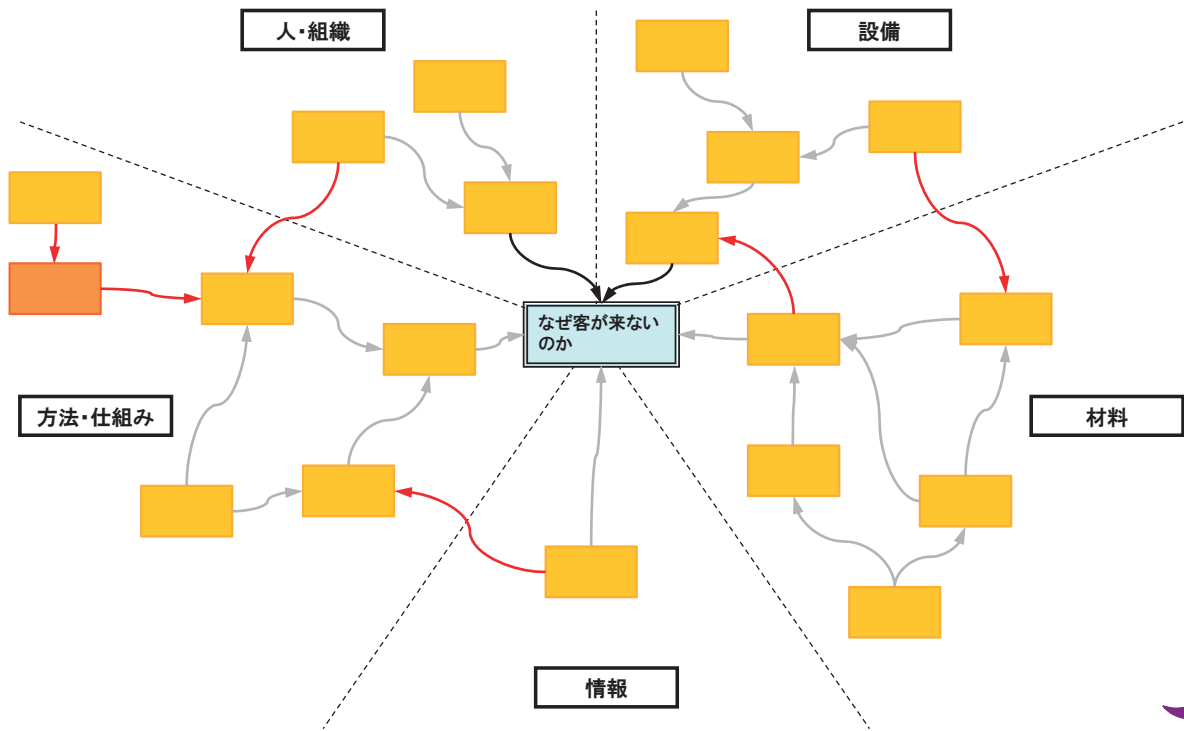 人・組織
設備
なぜ客が来ない
のか
方法・仕組み
材料
情報